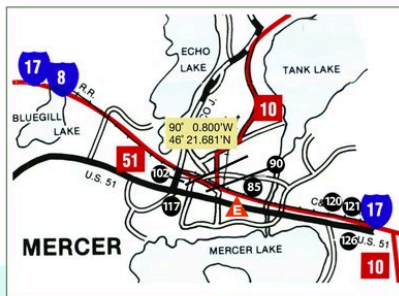 17
8
ECHO
LAKE
TANK LAKE
R.R.
BLUEGILL
LAKE
O J.
10
90° 0.800'W
46° 21.681'N
51
102
90
U.S. 51
85
117
E
C&
120
121
17
126
U.S. 51
MERCER
MERCER LAKE
10